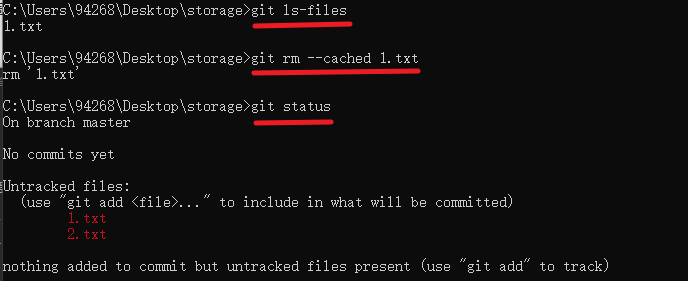 C:\Users\94268\Desktop\storage>git ls-files
1.txt
C:\Users\94268\Desktop\storage>git rm --cached 1.txt
rm '1.txt'
C:\Users\94268\Desktop\storage>git status
On branch master
No commits yet
Untracked files:
  (use "git add <file>..." to include in what will be committed)
        1.txt
        2.txt
nothing added to commit but untracked files present (use "git add" to track)